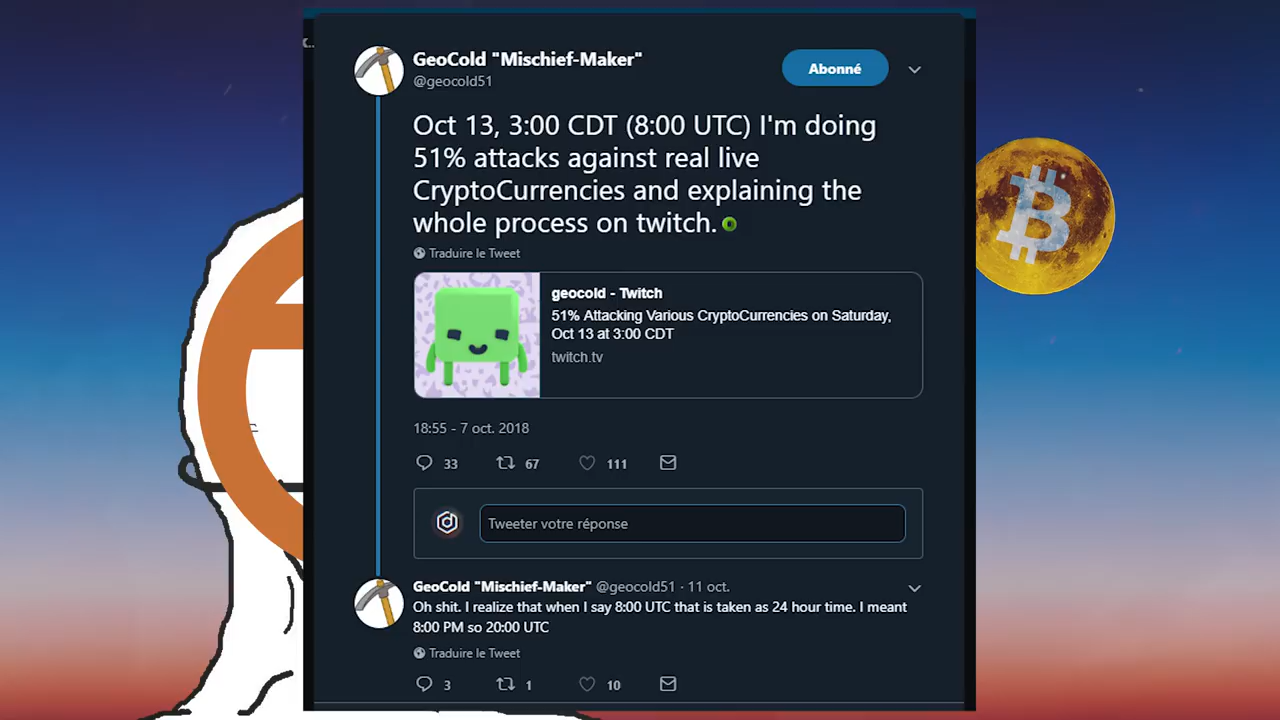 GeoCold "Mischief-Maker"
@geocold51
Abonné
Oct 13, 3:00 CDT (8:00 UTC) I'm doing
51% attacks against real live
CryptoCurrencies and explaining the
whole process on twitch.
Traduire le Tweet
geocold - Twitch
51% Attacking Various CryptoCurrencies on Saturday,
Oct 13 at 3:00 CDT
twitch.tv
18:55 - 7 oct. 2018
33 67 111
Tweeter votre réponse
GeoCold "Mischief-Maker" @geocold51 · 11 oct.
Oh shit. I realize that when I say 8:00 UTC that is taken as 24 hour time. I meant
8:00 PM so 20:00 UTC
Traduire le Tweet
3 1 10